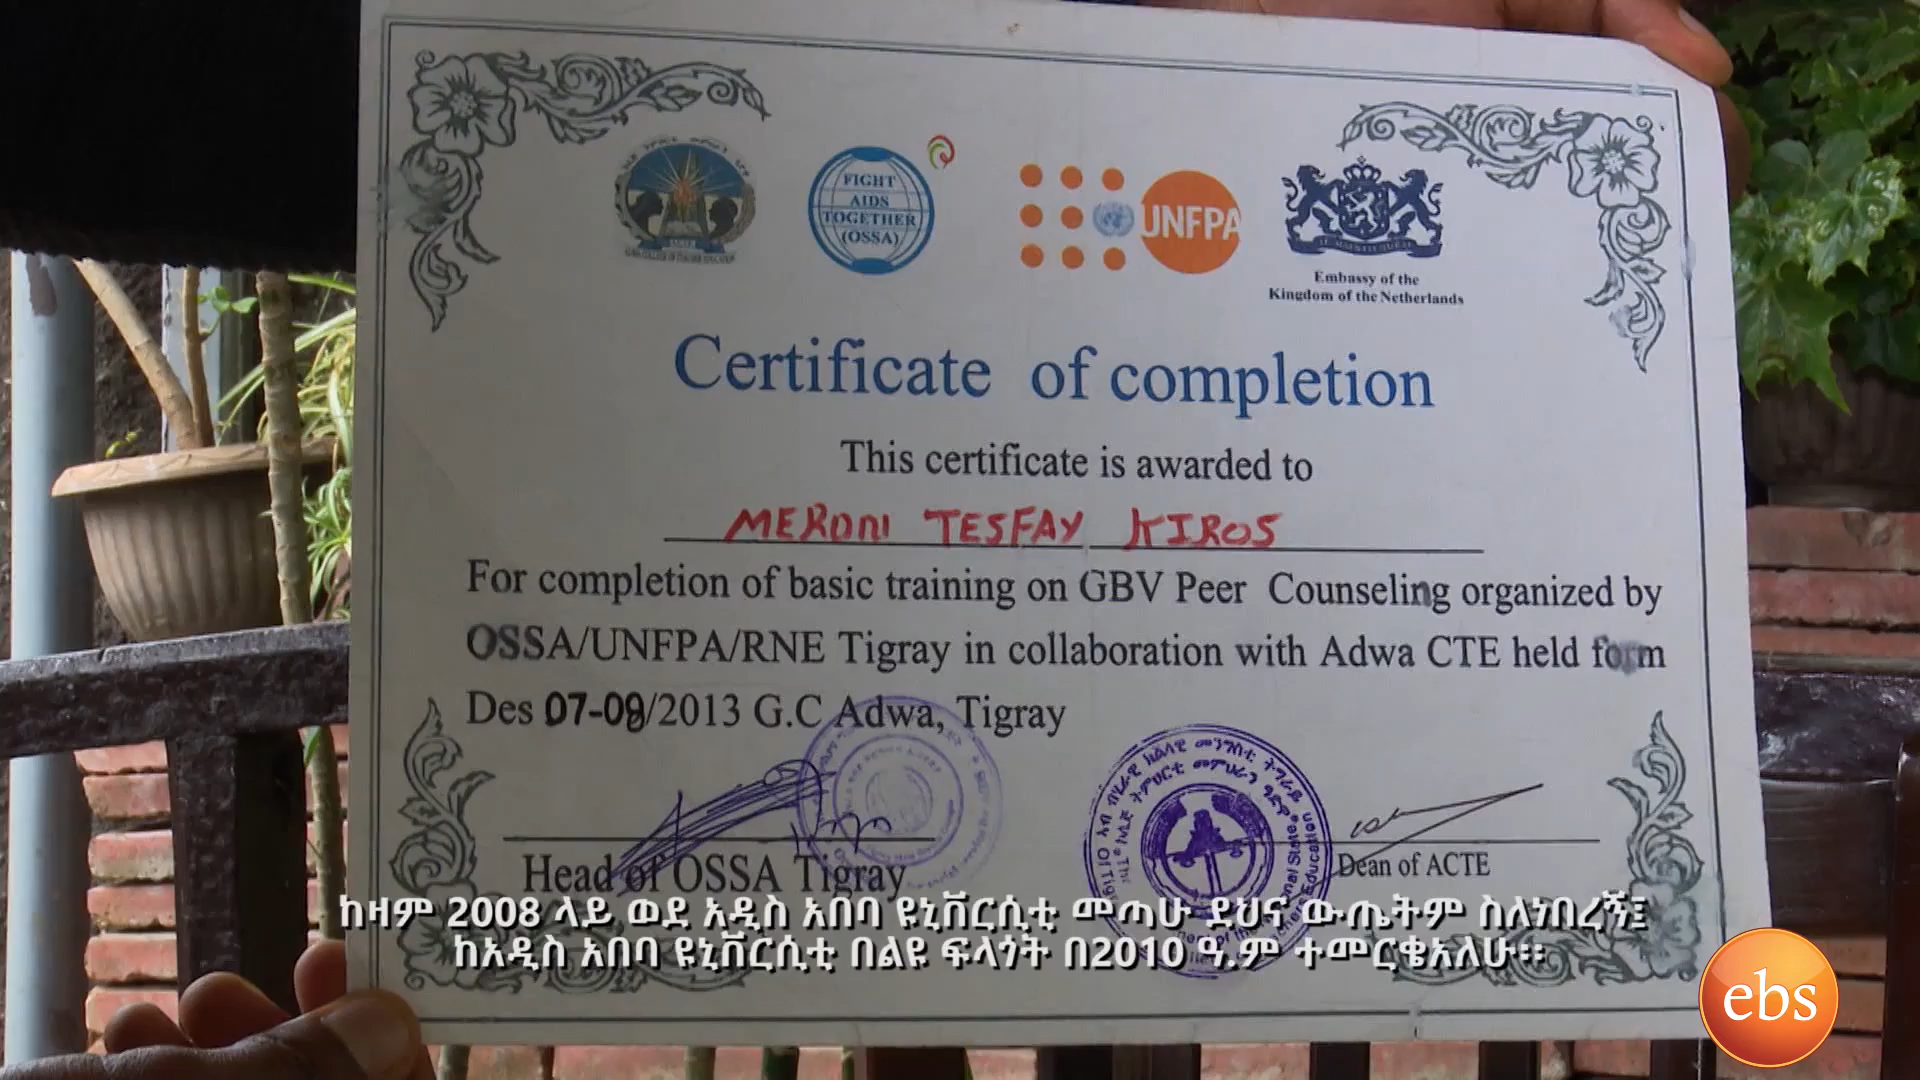 FIGHT
AIDS
TOGETHER
(OSSA)
UNFPA
Embassy of the
Kingdom of the Netherlands
Certificate of completion
This certificate is awarded to
MERONI TESFAY KIROS
For completion of basic training on GBV Peer Counseling organized by
OSSA/UNFPA/RNE Tigray in collaboration with Adwa CTE held form
Des 07-09/2013 G.C Adwa, Tigray
Head of OSSA Tigray
Dean of ACTE
ከዛም 2008 ላይ ወደ አዲስ አበባ ዩኒቨርሲቲ መጣሁ ደህና ውጤትም ስለነበረኝ፤
ከአዲስ አበባ ዩኒቨርሲቲ በልዩ ፍላጎት በ2010 ዓ.ም ተመርቄአለሁ።
ebs